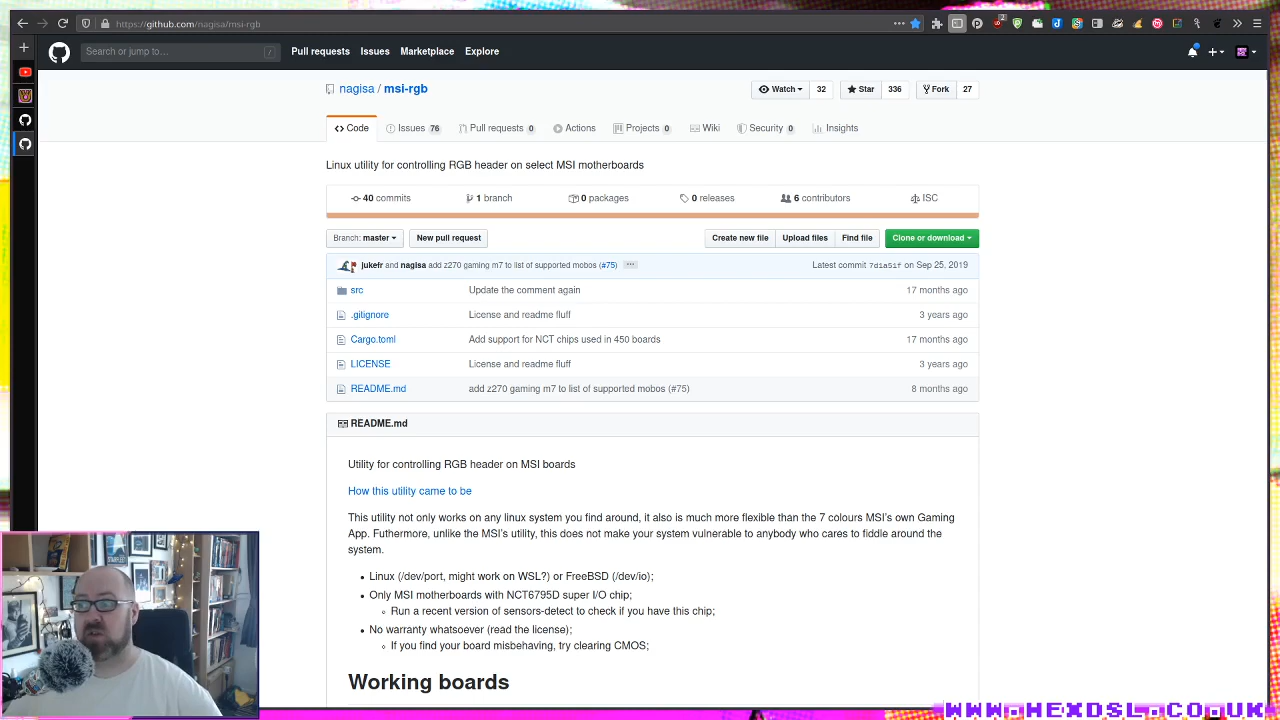 https://github.com/nagisa/msi-rgb
Search or jump to...
/
Pull requests Issues Marketplace Explore
nagisa / msi-rgb
Watch 32 Star 336 Fork 27
Code Issues 76 Pull requests 0 Actions Projects 0 Wiki Security 0 Insights
Linux utility for controlling RGB header on select MSI motherboards
40 commits 1 branch 0 packages 0 releases 6 contributors ISC
Branch: master New pull request Create new file Upload files Find file Clone or download
jukefr and nagisa add z270 gaming m7 to list of supported mobos (#75) ... Latest commit 7d1a51f on Sep 25, 2019
src Update the comment again 17 months ago
.gitignore License and readme fluff 3 years ago
Cargo.toml Add support for NCT chips used in 450 boards 17 months ago
LICENSE License and readme fluff 3 years ago
README.md add z270 gaming m7 to list of supported mobos (#75) 8 months ago
README.md
Utility for controlling RGB header on MSI boards
How this utility came to be
This utility not only works on any linux system you find around, it also is much more flexible than the 7 colours MSI's own Gaming
App. Futhermore, unlike the MSI's utility, this does not make your system vulnerable to anybody who cares to fiddle around the
system.
• Linux (/dev/port, might work on WSL?) or FreeBSD (/dev/io);
• Only MSI motherboards with NCT6795D super I/O chip;
◦ Run a recent version of sensors-detect to check if you have this chip;
• No warranty whatsoever (read the license);
◦ If you find your board misbehaving, try clearing CMOS;
Working boards
WWW.HEXDSL.CO.UK